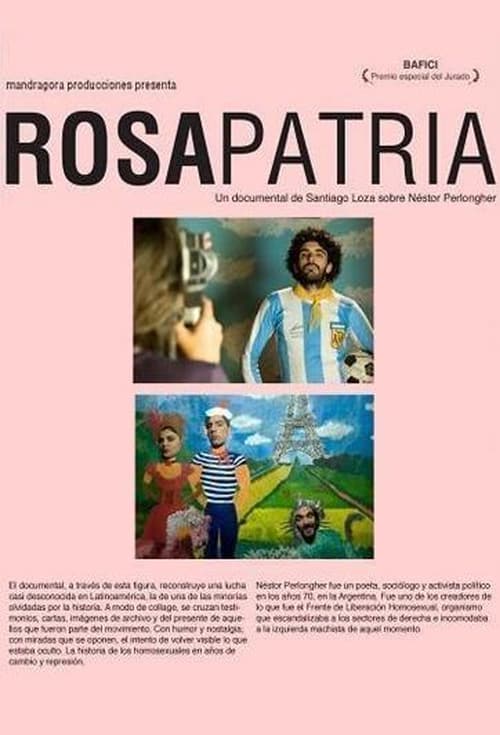 BAFICI
Premio especial del Jurado
mandragora producciones presenta
ROSAPATRIA
Un documental de Santiago Loza sobre Néstor Perlongher
El documental, a través de esta figura, reconstruye una lucha
casi desconocida en Latinoamérica, la de una de las minorías
olvidadas por la historia. A modo de collage, se cruzan testi-
monios, cartas, imágenes de archivo y del presente de aque-
llos que fueron parte del movimiento. Con humor y nostalgia;
con miradas que se oponen, el intento de volver visible lo que
estaba oculto. La historia de los homosexuales en años de
cambio y represión.
Néstor Perlongher fue un poeta, sociólogo y activista político
en los años 70, en la Argentina. Fue uno de los creadores de
lo que fue el Frente de Liberación Homosexual, organismo
que escandalizaba a los sectores de derecha e incomodaba
a la izquierda machista de aquel momento.